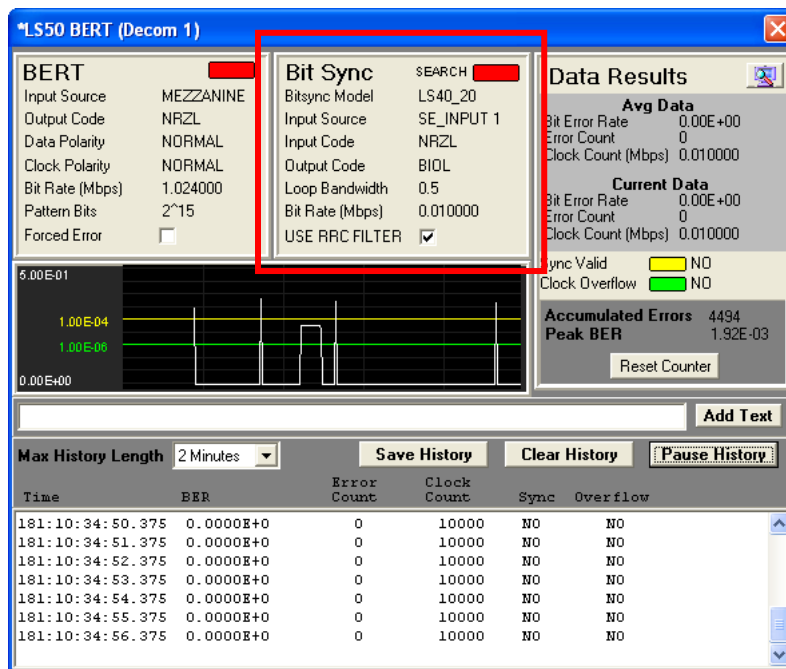 *LS50 BERT (Decom 1)
BERT
Input Source MEZZANINE
Output Code NRZL
Data Polarity NORMAL
Clock Polarity NORMAL
Bit Rate (Mbps) 1.024000
Pattern Bits 2^15
Forced Error
Bit Sync SEARCH
Bitsync Model LS40_20
Input Source SE_INPUT 1
Input Code NRZL
Output Code BIOL
Loop Bandwidth 0.5
Bit Rate (Mbps) 0.010000
USE RRC FILTER
Data Results
Avg Data
Bit Error Rate 0.00E+00
Error Count 0
Clock Count (Mbps) 0.010000
Current Data
Bit Error Rate 0.00E+00
Error Count 0
Clock Count (Mbps) 0.010000
Sync Valid NO
Clock Overflow NO
Accumulated Errors 4494
Peak BER 1.92E-03
Reset Counter
5.00E-01
1.00E-04
1.00E-06
0.00E+00
Add Text
Max History Length 2 Minutes Save History Clear History Pause History
Time BER Error Count Clock Count Sync Overflow
181:10:34:50.375 0.0000E+0 0 10000 NO NO
181:10:34:51.375 0.0000E+0 0 10000 NO NO
181:10:34:52.375 0.0000E+0 0 10000 NO NO
181:10:34:53.375 0.0000E+0 0 10000 NO NO
181:10:34:54.375 0.0000E+0 0 10000 NO NO
181:10:34:55.375 0.0000E+0 0 10000 NO NO
181:10:34:56.375 0.0000E+0 0 10000 NO NO